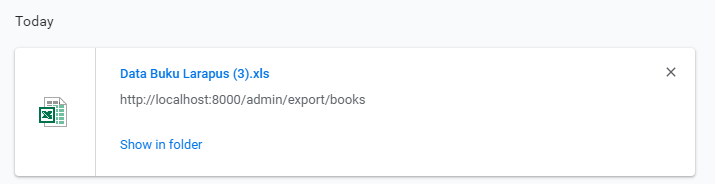 Today
Data Buku Larapus (3).xls
http://localhost:8000/admin/export/books
Show in folder